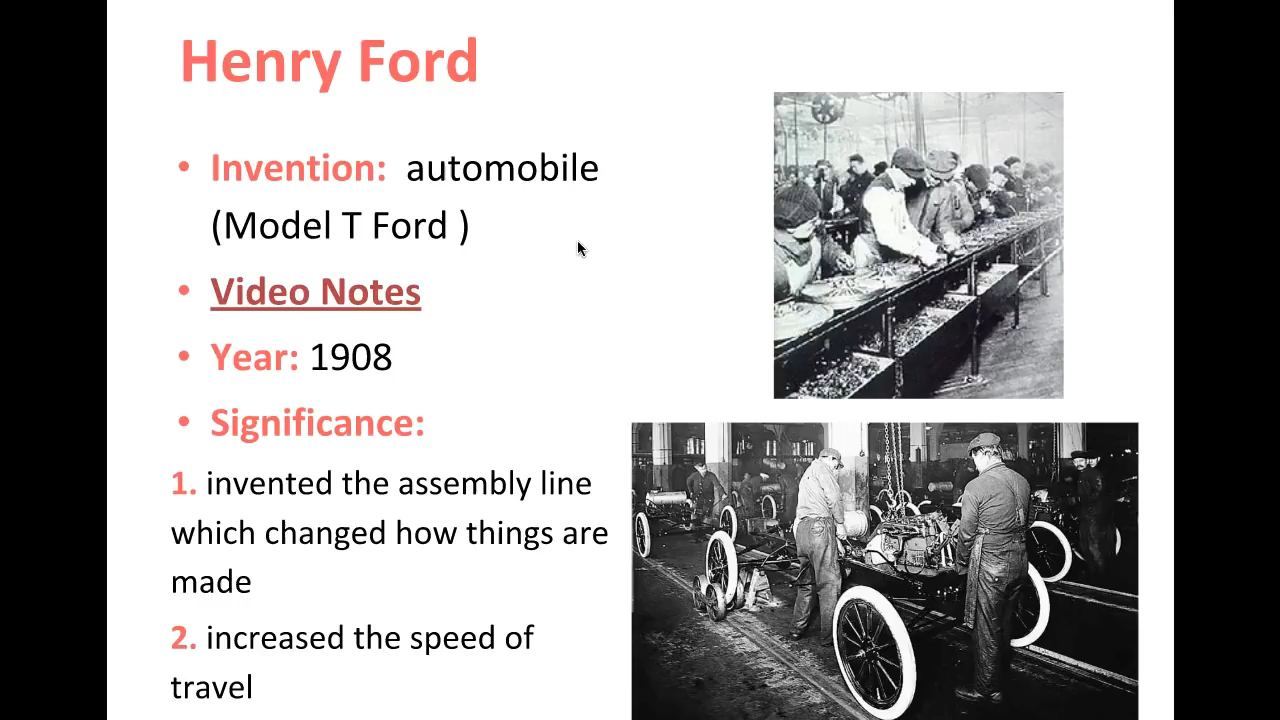 Henry Ford
• Invention: automobile
(Model T Ford )
• Video Notes
• Year: 1908
• Significance:
1. invented the assembly line
which changed how things are
made
2. increased the speed of
travel